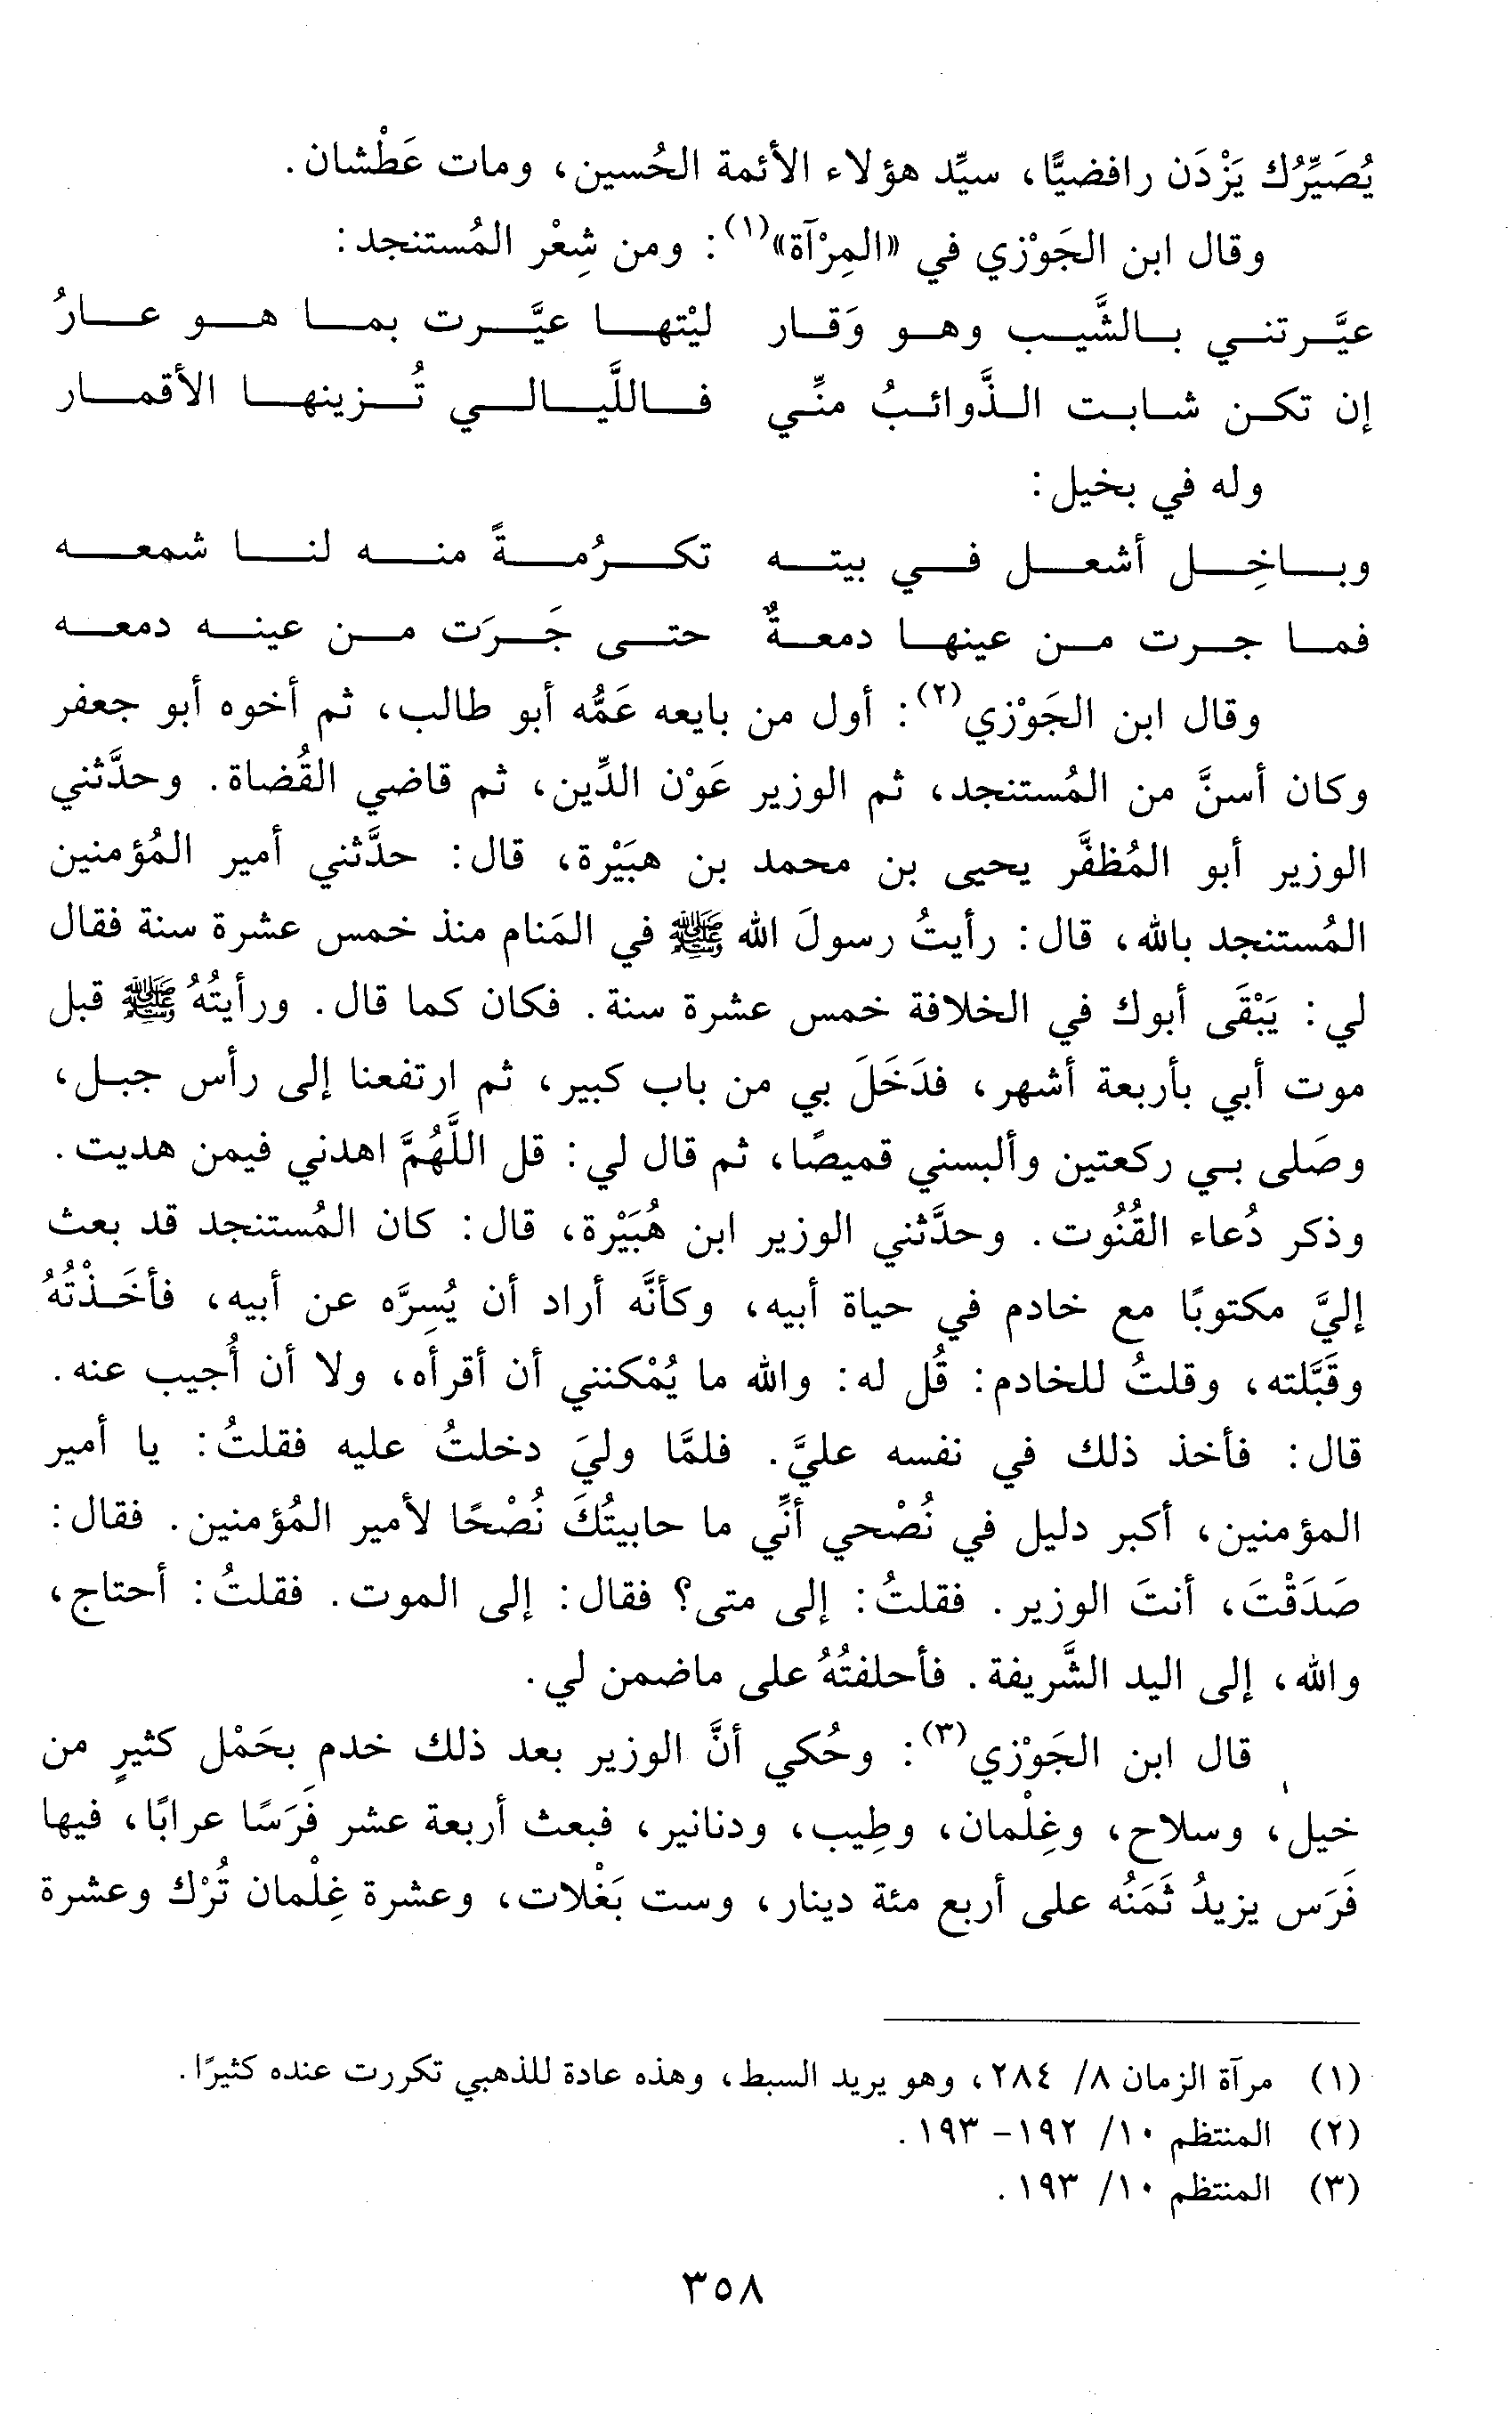 يُصَيِّرُك يَزْدَن رافضيًّا، سيِّد هؤلاء الأئمة الحُسين، ومات عَطْشان.
وقال ابن الجَوْزي في «المِرْآة»(١): ومن شِعْر المُستنجد:
عيَّرتني بالشَّيب وهو وَقار ليْتها عيَّرت بما هو عارُ
إن تكن شابت الذَّوائبُ منِّي فاللَّيالي تُزينها الأقمار
وله في بخيل:
وباخِل أشعل في بيته تكرُمةً منه لنا شمعه
فما جرت من عينها دمعةٌ حتى جَرَت من عينه دمعه
وقال ابن الجَوْزي(٢): أول من بايعه عَمُّه أبو طالب، ثم أخوه أبو جعفر
وكان أسنَّ من المُستنجد، ثم الوزير عَوْن الدِّين، ثم قاضي القُضاة. وحدَّثني
الوزير أبو المُظفَّر يحيى بن محمد بن هبَيْرة، قال: حدَّثني أمير المُؤمنين
المُستنجد بالله، قال: رأيتُ رسولَ الله ﷺ في المَنام منذ خمس عشرة سنة فقال
لي: يَبْقَى أبوك في الخلافة خمس عشرة سنة. فكان كما قال. ورأيتُهُ ﷺ قبل
موت أبي بأربعة أشهر، فدَخَلَ بي من باب كبير، ثم ارتفعنا إلى رأس جبل،
وصَلى بي ركعتين وألبسني قميصًا، ثم قال لي: قل اللَّهُمَّ اهدني فيمن هديت.
وذكر دُعاء القُنُوت. وحدَّثني الوزير ابن هُبَيْرة، قال: كان المُستنجد قد بعث
إليَّ مكتوبًا مع خادم في حياة أبيه، وكأنَّه أراد أن يُسِرَّه عن أبيه، فأخَذْتُهُ
وقَبَّلته، وقلتُ للخادم: قُل له: والله ما يُمْكنني أن أقرأه، ولا أن أُجيب عنه.
قال: فأخذ ذلك في نفسه عليَّ. فلمَّا وليَ دخلتُ عليه فقلتُ: يا أمير
المؤمنين، أكبر دليل في نُصْحي أنِّي ما حابيتُكَ نُصْحًا لأمير المُؤمنين. فقال:
صَدَقْتَ، أنتَ الوزير. فقلتُ: إلى متى؟ فقال: إلى الموت. فقلتُ: أحتاج،
والله، إلى اليد الشَّريفة. فأحلفتُهُ على ماضمن لي.
قال ابن الجَوْزي(٣): وحُكي أنَّ الوزير بعد ذلك خدم بحَمْل كثيرٍ من
خيل، وسلاح، وغِلْمان، وطِيب، ودنانير، فبعث أربعة عشر فَرَسًا عرابًا، فيها
فَرَس يزيدُ ثَمَنُه على أربع مئة دينار، وست بَغْلات، وعشرة غِلْمان تُرْك وعشرة
(١) مرآة الزمان ٨/ ٢٨٤، وهو يريد السبط، وهذه عادة للذهبي تكررت عنده كثيرًا.
(٢) المنتظم ١٠/ ١٩٢-١٩٣.
(٣) المنتظم ١٠/ ١٩٣.
٣٥٨